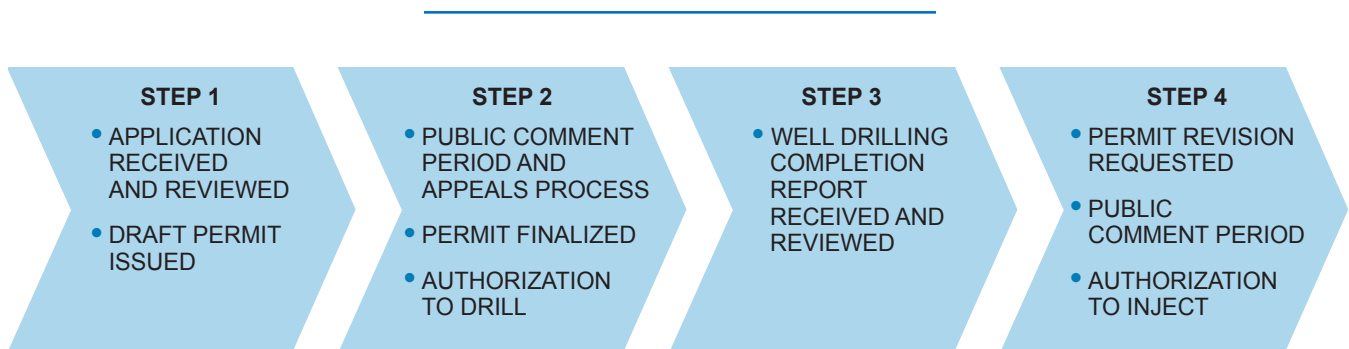 STEP 1
• APPLICATION
RECEIVED
AND REVIEWED
• DRAFT PERMIT
ISSUED
STEP 2
• PUBLIC COMMENT
PERIOD AND
APPEALS PROCESS
• PERMIT FINALIZED
• AUTHORIZATION
TO DRILL
STEP 3
• WELL DRILLING
COMPLETION
REPORT
RECEIVED AND
REVIEWED
STEP 4
• PERMIT REVISION
REQUESTED
• PUBLIC
COMMENT PERIOD
• AUTHORIZATION
TO INJECT